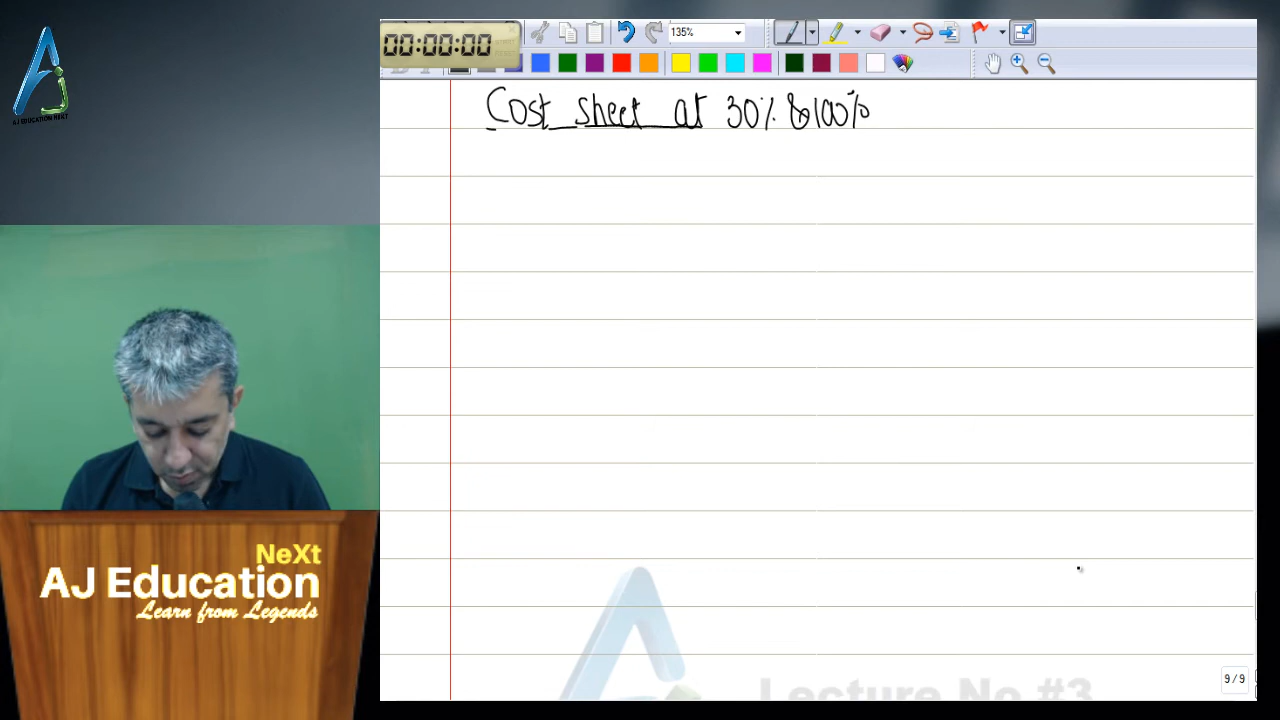 AJ EDUCATION NEXT
00:00:00
135%
Cost sheet at 30% & 100%
NeXt
AJ Education
Learn from Legends
Lecture No #3
9/9